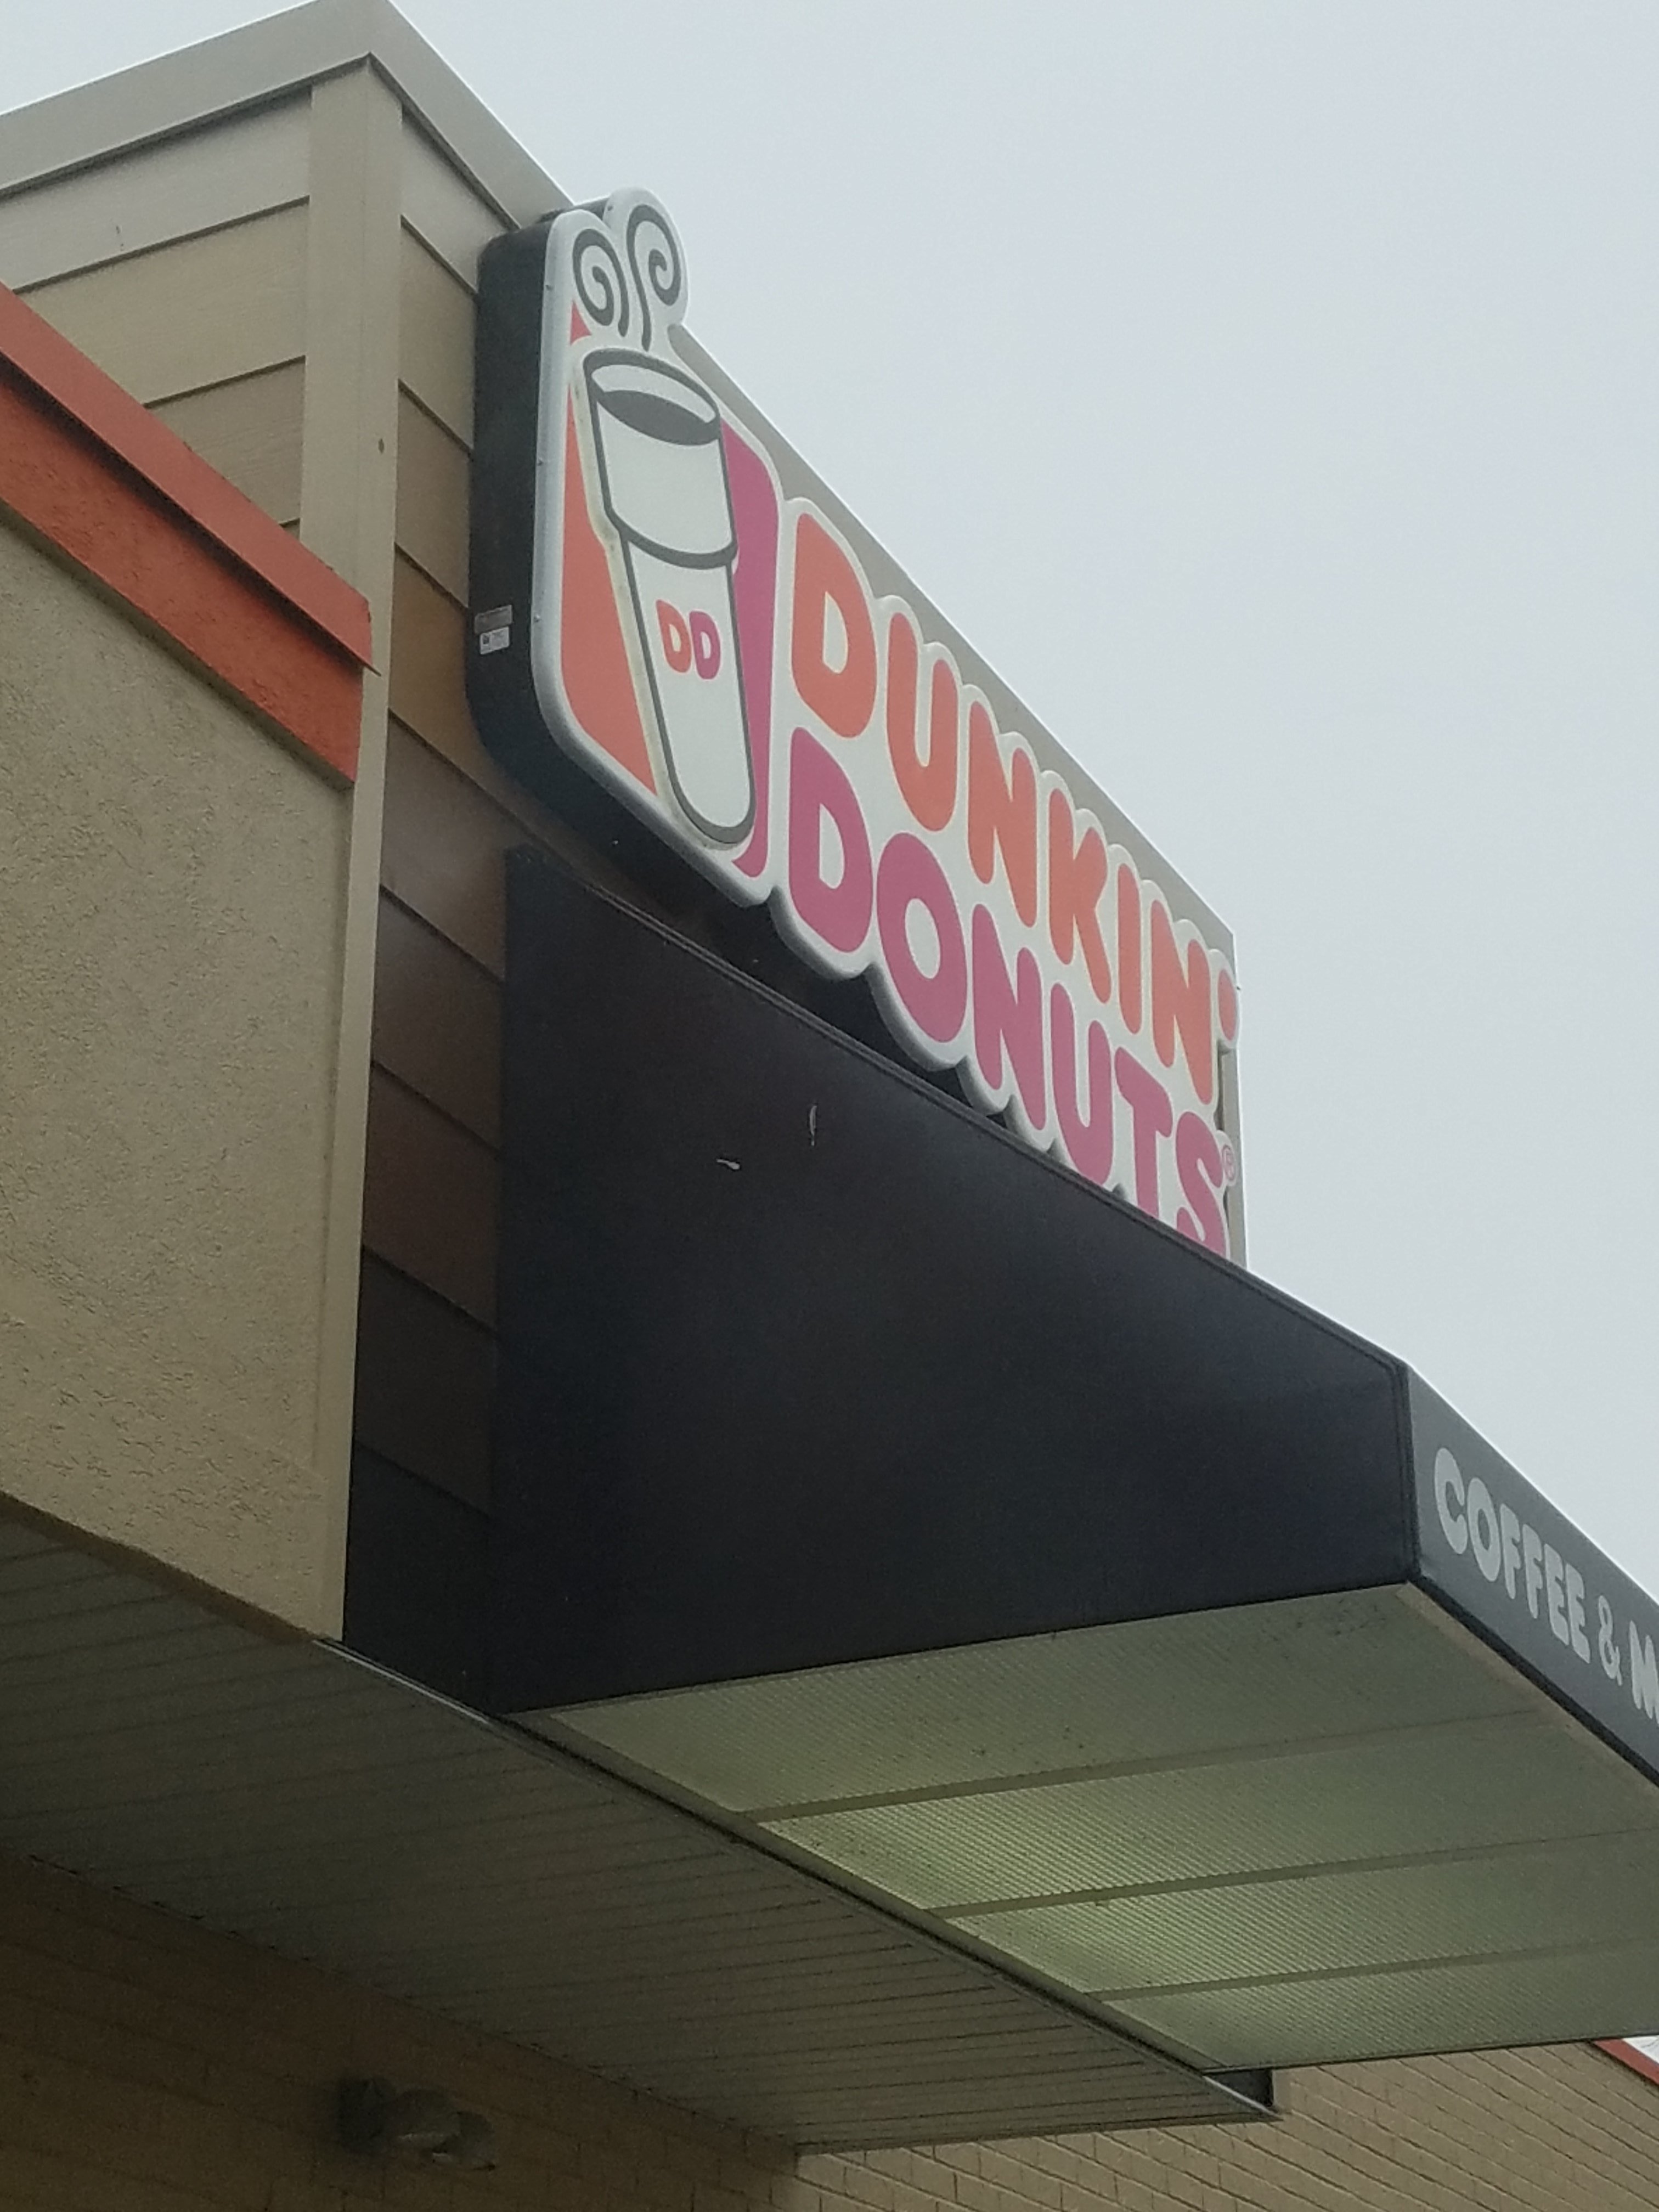 DD
DUNKIN'
DONUTS®
COFFEE & M